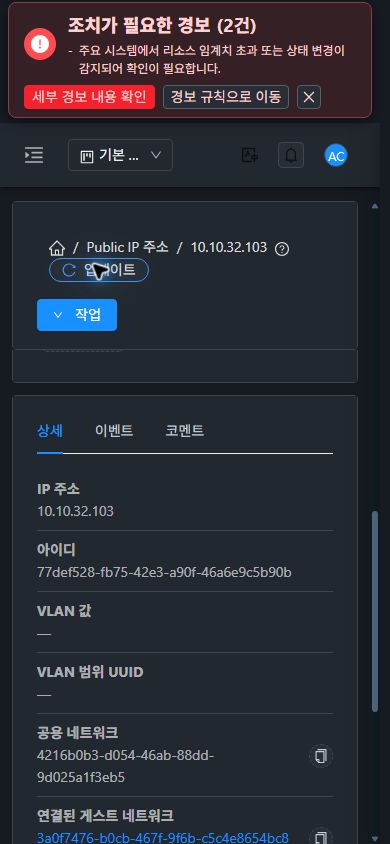 조치가 필요한 경보 (2건)
- 주요 시스템에서 리소스 임계치 초과 또는 상태 변경이
감지되어 확인이 필요합니다.
세부 경보 내용 확인 경보 규칙으로 이동
기본 ...
AC
/ Public IP 주소 / 10.10.32.103
작업
상세 이벤트 코멘트
IP 주소
10.10.32.103
아이디
77def528-fb75-42e3-a90f-46a6e9c5b90b
VLAN 값
—
VLAN 범위 UUID
—
공용 네트워크
4216b0b3-d054-46ab-88dd-
9d025a1f3eb5
연결된 게스트 네트워크
3a0f7476-b0cb-467f-9f6b-c5c4e8654bc8